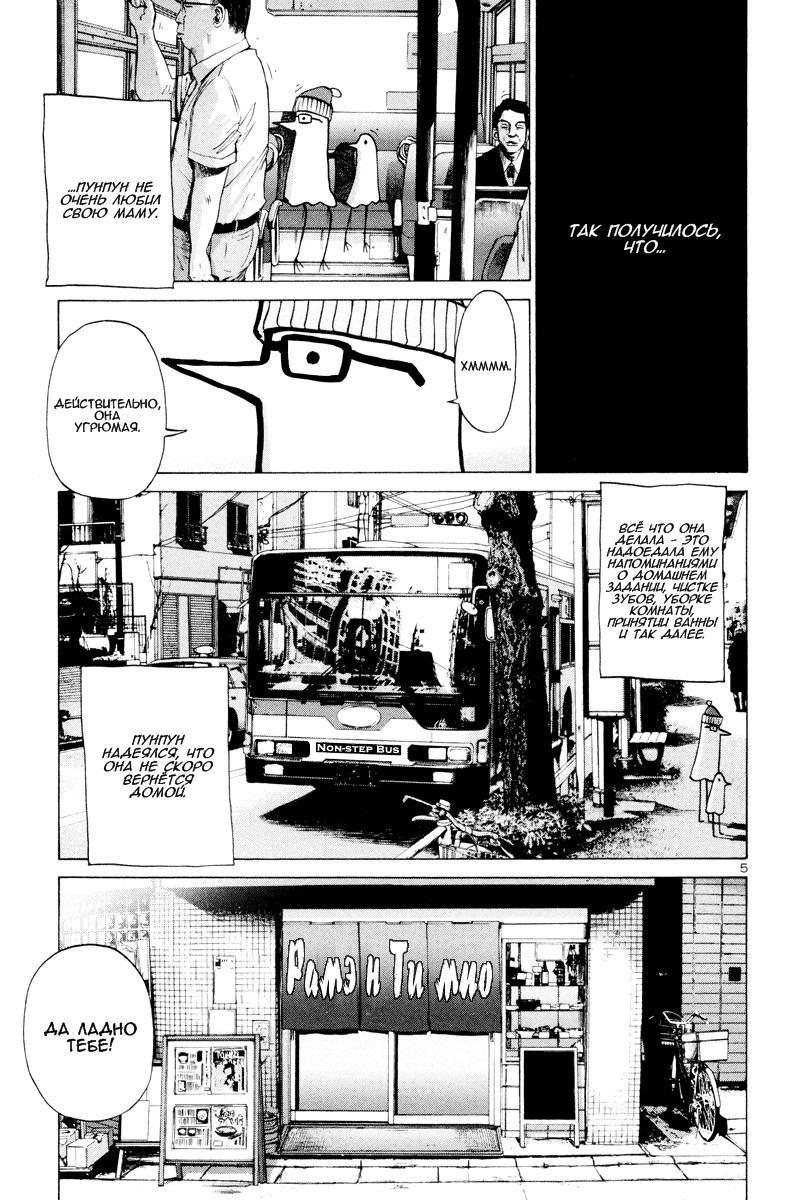 ТАК ПОЛУЧИЛОСЬ,
ЧТО...
...ПУНПУН НЕ
ОЧЕНЬ ЛЮБИЛ
СВОЮ МАМУ.
ХММММ.
ДЕЙСТВИТЕЛЬНО,
ОНА
УГРЮМАЯ.
ВСЁ ЧТО ОНА
ДЕЛАЛА - ЭТО
НАДОЕДАЛА ЕМУ
НАПОМИНАНИЯМИ
О ДОМАШНЕМ
ЗАДАНИИ, ЧИСТКЕ
ЗУБОВ, УБОРКЕ
КОМНАТЫ,
ПРИНЯТИИ ВАННЫ
И ТАК ДАЛЕЕ.
ПУНПУН
НАДЕЯЛСЯ, ЧТО
ОНА НЕ СКОРО
ВЕРНЁТСЯ
ДОМОЙ.
NON-STEP BUS
5
Рамэн Тимио
ДА ЛАДНО
ТЕБЕ!